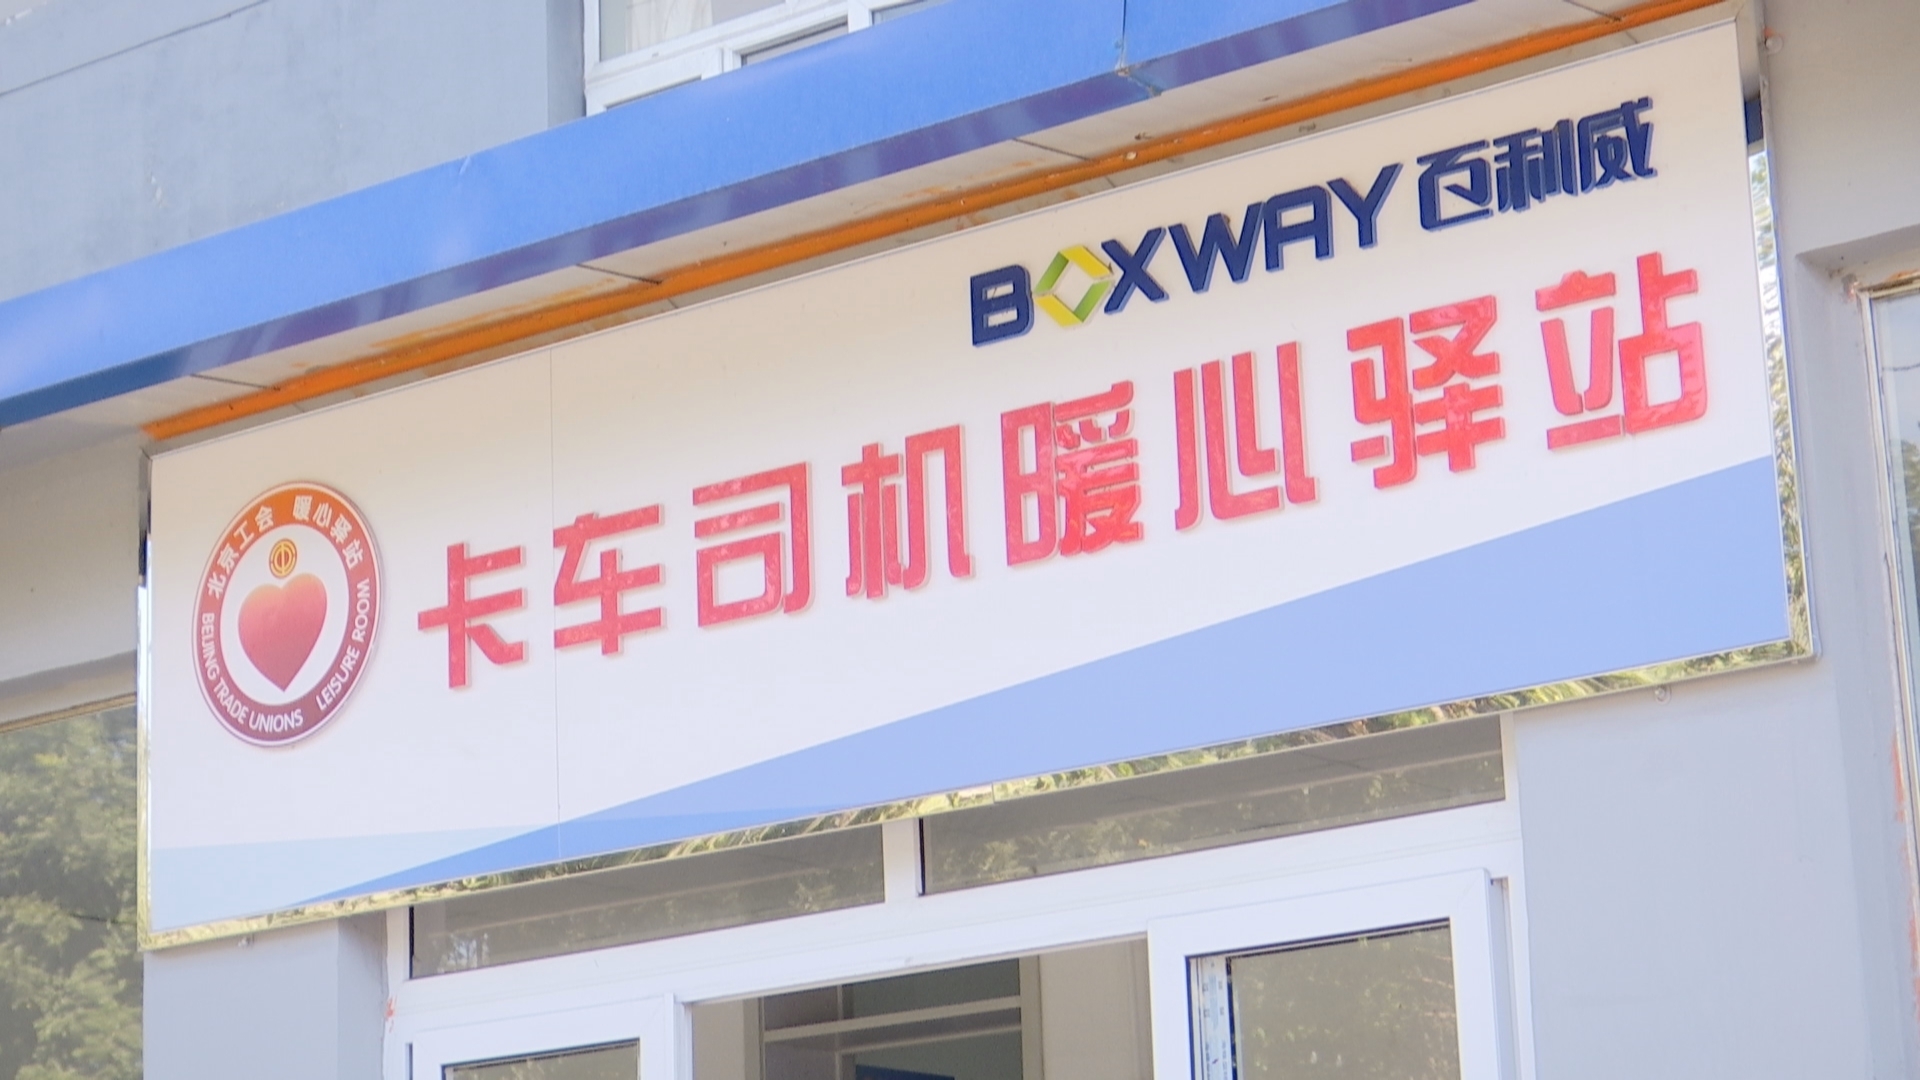 BOXWAY 百利威
卡车司机暖心驿站
北京工会 暖心驿站
BEIJING TRADE UNIONS LEISURE ROOM